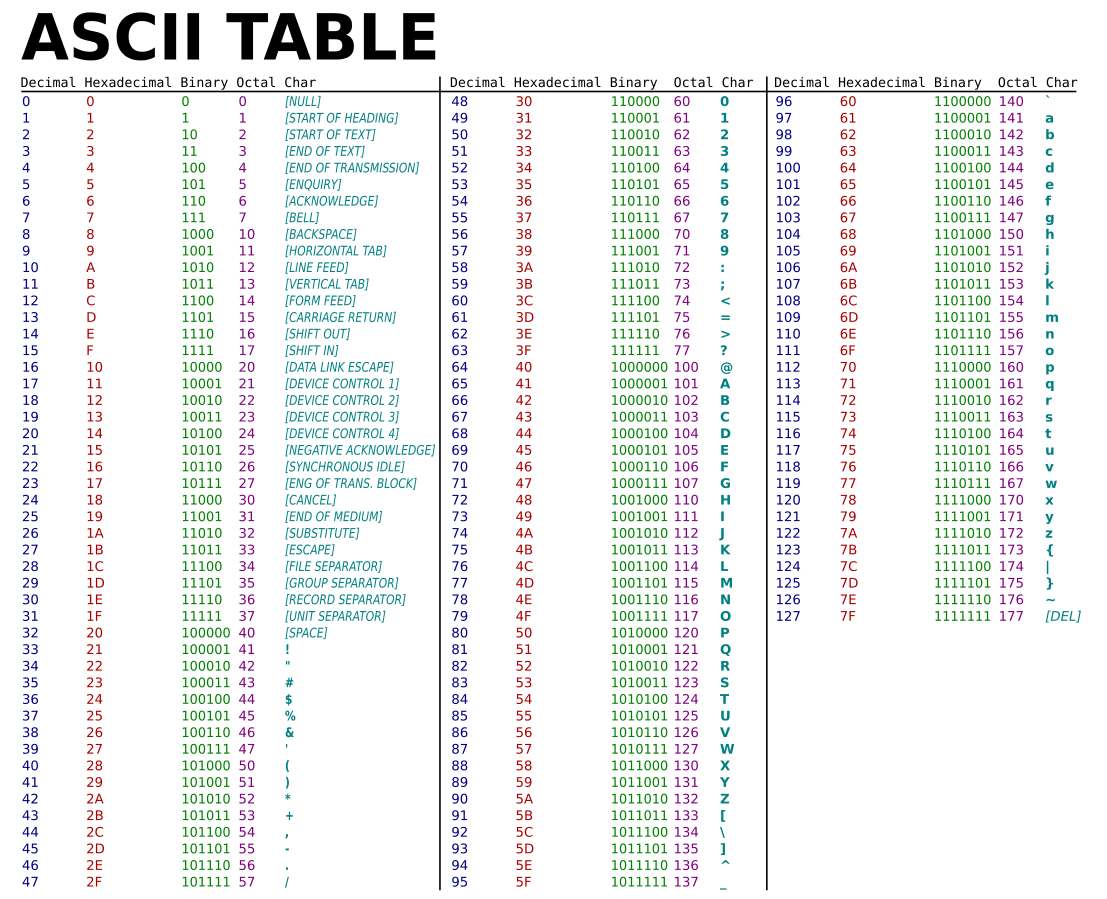 ASCII TABLE
Decimal Hexadecimal Binary Octal Char
0 0 0 0 [NULL]
1 1 1 1 [START OF HEADING]
2 2 10 2 [START OF TEXT]
3 3 11 3 [END OF TEXT]
4 4 100 4 [END OF TRANSMISSION]
5 5 101 5 [ENQUIRY]
6 6 110 6 [ACKNOWLEDGE]
7 7 111 7 [BELL]
8 8 1000 10 [BACKSPACE]
9 9 1001 11 [HORIZONTAL TAB]
10 A 1010 12 [LINE FEED]
11 B 1011 13 [VERTICAL TAB]
12 C 1100 14 [FORM FEED]
13 D 1101 15 [CARRIAGE RETURN]
14 E 1110 16 [SHIFT OUT]
15 F 1111 17 [SHIFT IN]
16 10 10000 20 [DATA LINK ESCAPE]
17 11 10001 21 [DEVICE CONTROL 1]
18 12 10010 22 [DEVICE CONTROL 2]
19 13 10011 23 [DEVICE CONTROL 3]
20 14 10100 24 [DEVICE CONTROL 4]
21 15 10101 25 [NEGATIVE ACKNOWLEDGE]
22 16 10110 26 [SYNCHRONOUS IDLE]
23 17 10111 27 [ENG OF TRANS. BLOCK]
24 18 11000 30 [CANCEL]
25 19 11001 31 [END OF MEDIUM]
26 1A 11010 32 [SUBSTITUTE]
27 1B 11011 33 [ESCAPE]
28 1C 11100 34 [FILE SEPARATOR]
29 1D 11101 35 [GROUP SEPARATOR]
30 1E 11110 36 [RECORD SEPARATOR]
31 1F 11111 37 [UNIT SEPARATOR]
32 20 100000 40 [SPACE]
33 21 100001 41 !
34 22 100010 42 "
35 23 100011 43 #
36 24 100100 44 $
37 25 100101 45 %
38 26 100110 46 &
39 27 100111 47 '
40 28 101000 50 (
41 29 101001 51 )
42 2A 101010 52 *
43 2B 101011 53 +
44 2C 101100 54 ,
45 2D 101101 55 -
46 2E 101110 56 .
47 2F 101111 57 /
Decimal Hexadecimal Binary Octal Char
48 30 110000 60 0
49 31 110001 61 1
50 32 110010 62 2
51 33 110011 63 3
52 34 110100 64 4
53 35 110101 65 5
54 36 110110 66 6
55 37 110111 67 7
56 38 111000 70 8
57 39 111001 71 9
58 3A 111010 72 :
59 3B 111011 73 ;
60 3C 111100 74 <
61 3D 111101 75 =
62 3E 111110 76 >
63 3F 111111 77 ?
64 40 1000000 100 @
65 41 1000001 101 A
66 42 1000010 102 B
67 43 1000011 103 C
68 44 1000100 104 D
69 45 1000101 105 E
70 46 1000110 106 F
71 47 1000111 107 G
72 48 1001000 110 H
73 49 1001001 111 I
74 4A 1001010 112 J
75 4B 1001011 113 K
76 4C 1001100 114 L
77 4D 1001101 115 M
78 4E 1001110 116 N
79 4F 1001111 117 O
80 50 1010000 120 P
81 51 1010001 121 Q
82 52 1010010 122 R
83 53 1010011 123 S
84 54 1010100 124 T
85 55 1010101 125 U
86 56 1010110 126 V
87 57 1010111 127 W
88 58 1011000 130 X
89 59 1011001 131 Y
90 5A 1011010 132 Z
91 5B 1011011 133 [
92 5C 1011100 134 \
93 5D 1011101 135 ]
94 5E 1011110 136 ^
95 5F 1011111 137 _
Decimal Hexadecimal Binary Octal Char
96 60 1100000 140 `
97 61 1100001 141 a
98 62 1100010 142 b
99 63 1100011 143 c
100 64 1100100 144 d
101 65 1100101 145 e
102 66 1100110 146 f
103 67 1100111 147 g
104 68 1101000 150 h
105 69 1101001 151 i
106 6A 1101010 152 j
107 6B 1101011 153 k
108 6C 1101100 154 l
109 6D 1101101 155 m
110 6E 1101110 156 n
111 6F 1101111 157 o
112 70 1110000 160 p
113 71 1110001 161 q
114 72 1110010 162 r
115 73 1110011 163 s
116 74 1110100 164 t
117 75 1110101 165 u
118 76 1110110 166 v
119 77 1110111 167 w
120 78 1111000 170 x
121 79 1111001 171 y
122 7A 1111010 172 z
123 7B 1111011 173 {
124 7C 1111100 174 |
125 7D 1111101 175 }
126 7E 1111110 176 ~
127 7F 1111111 177 [DEL]